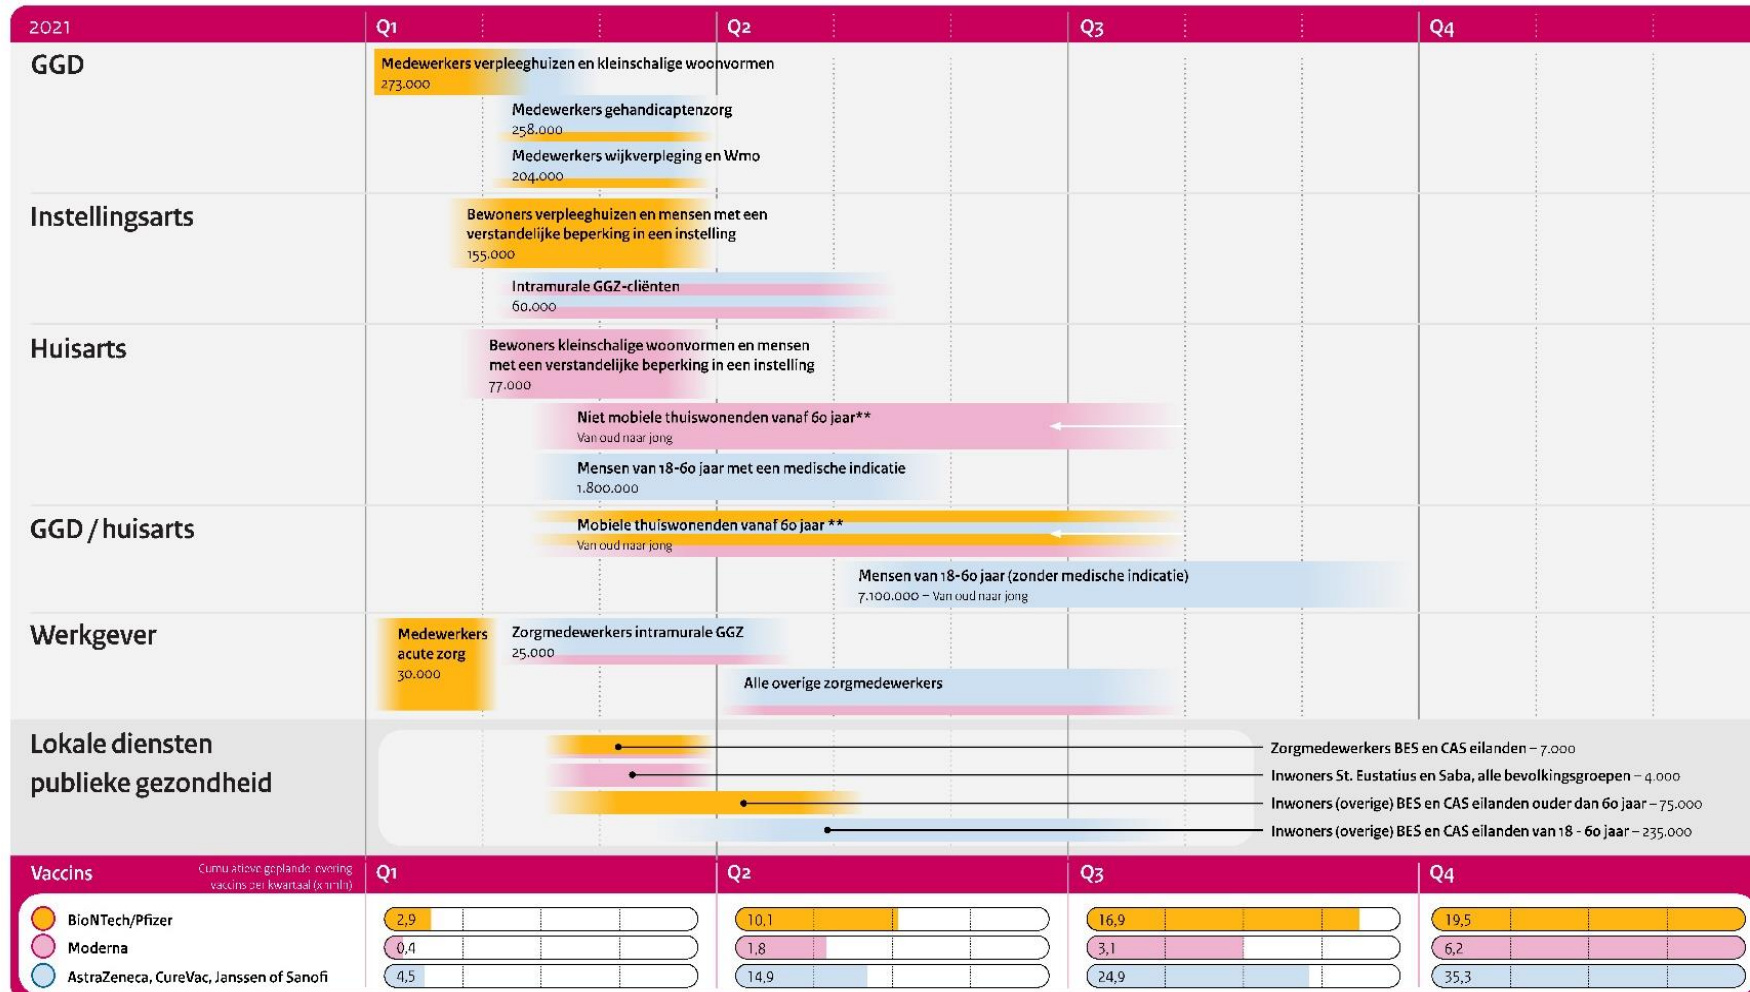 2021 Q1 Q2 Q3 Q4
GGD
Medewerkers verpleeghuizen en kleinschalige woonvormen
273.000
Medewerkers gehandicaptenzorg
258.000
Medewerkers wijkverpleging en Wmo
204.000
Instellingsarts
Bewoners verpleeghuizen en mensen met een
verstandelijke beperking in een instelling
155.000
Intramurale GGZ-cliënten
60.000
Huisarts
Bewoners kleinschalige woonvormen en mensen
met een verstandelijke beperking in een instelling
77.000
Niet mobiele thuiswonenden vanaf 60 jaar**
Van oud naar jong
Mensen van 18-60 jaar met een medische indicatie
1.800.000
GGD / huisarts
Mobiele thuiswonenden vanaf 60 jaar **
Van oud naar jong
Mensen van 18-60 jaar (zonder medische indicatie)
7.100.000 – Van oud naar jong
Werkgever
Medewerkers
acute zorg
30.000
Zorgmedewerkers intramurale GGZ
25.000
Alle overige zorgmedewerkers
Lokale diensten
publieke gezondheid
Zorgmedewerkers BES en CAS eilanden – 7.000
Inwoners St. Eustatius en Saba, alle bevolkingsgroepen – 4.000
Inwoners (overige) BES en CAS eilanden ouder dan 60 jaar – 75.000
Inwoners (overige) BES en CAS eilanden van 18 - 60 jaar – 235.000
Vaccins
Cumulatieve geplande levering
vaccins per kwartaal (x mln)
Q1 Q2 Q3 Q4
BioNTech/Pfizer 2,9 10,1 16,9 19,5
Moderna 0,4 1,8 3,1 6,2
AstraZeneca, CureVac, Janssen of Sanofi 4,5 14,9 24,9 35,3